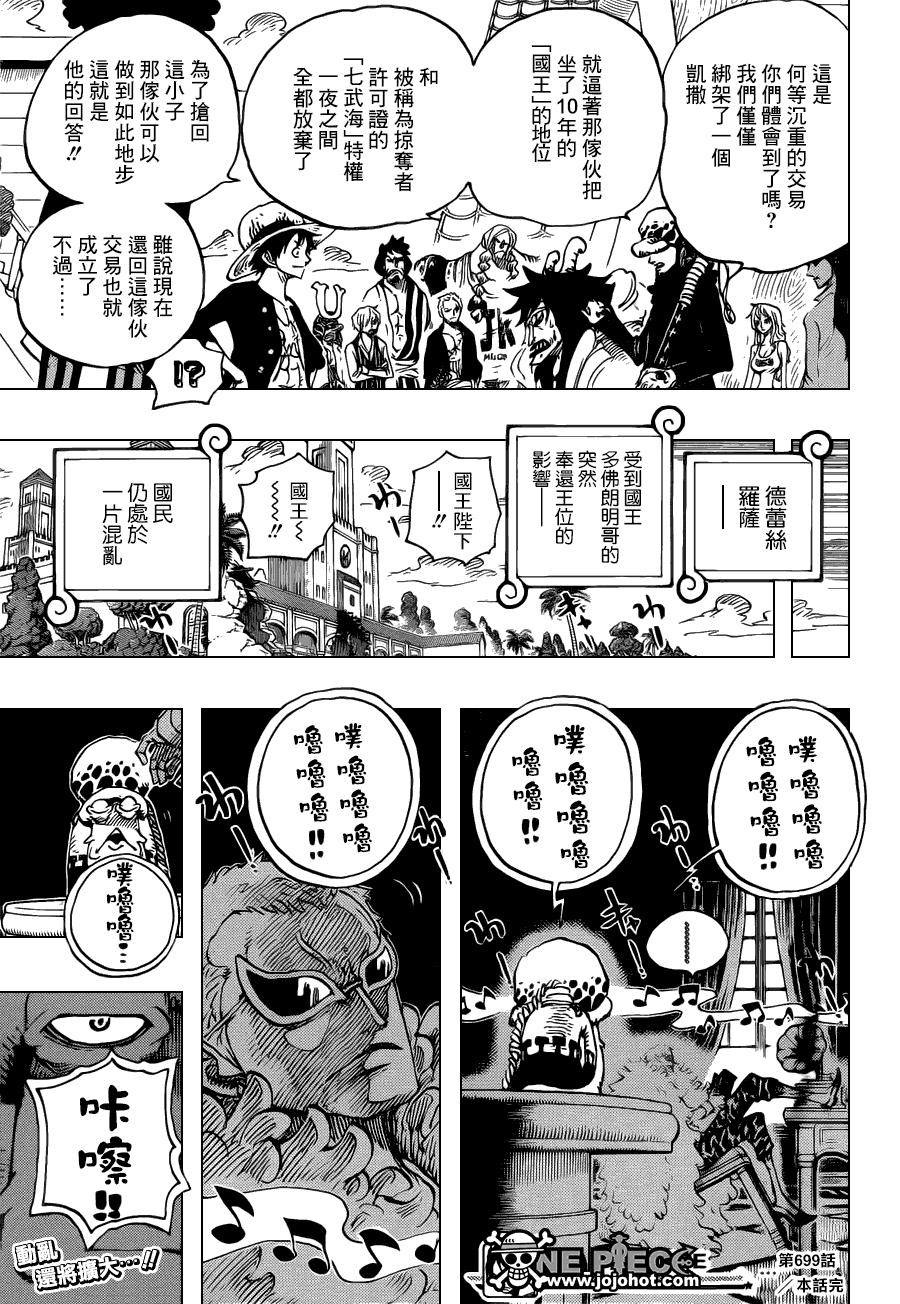 這是
何等沉重的交易
你們體會到了嗎?
我們僅僅
綁架了一個
凱撒
就逼著那傢伙把
坐了10年的
「國王」的地位
和
被稱為掠奪者
許可證的
「七武海」特權
一夜之間
全都放棄了
為了搶回
這小子
那傢伙可以
做到如此地步
這就是
他的回答!!
雖說現在
還回這傢伙
交易也就
成立了
不過……
!?
德蕾絲
羅薩
受到國王
多佛朗明哥的
突然
奉還王位的
影響——
國王陛下
——!!
國王~
~~~!!
國民
仍處於
一片混亂
わ
わ
わ
噗嚕嚕嚕
嚕嚕嚕!!
噗嚕嚕嚕嚕
嚕嚕嚕!!
………
噗嚕嚕嚕
嚕嚕嚕!!
わ
わ
噗嚕嚕…
咔嚓!!
動亂
還將擴大…!!
ONE PIECE
www.jojohot.com
第699話
本話完